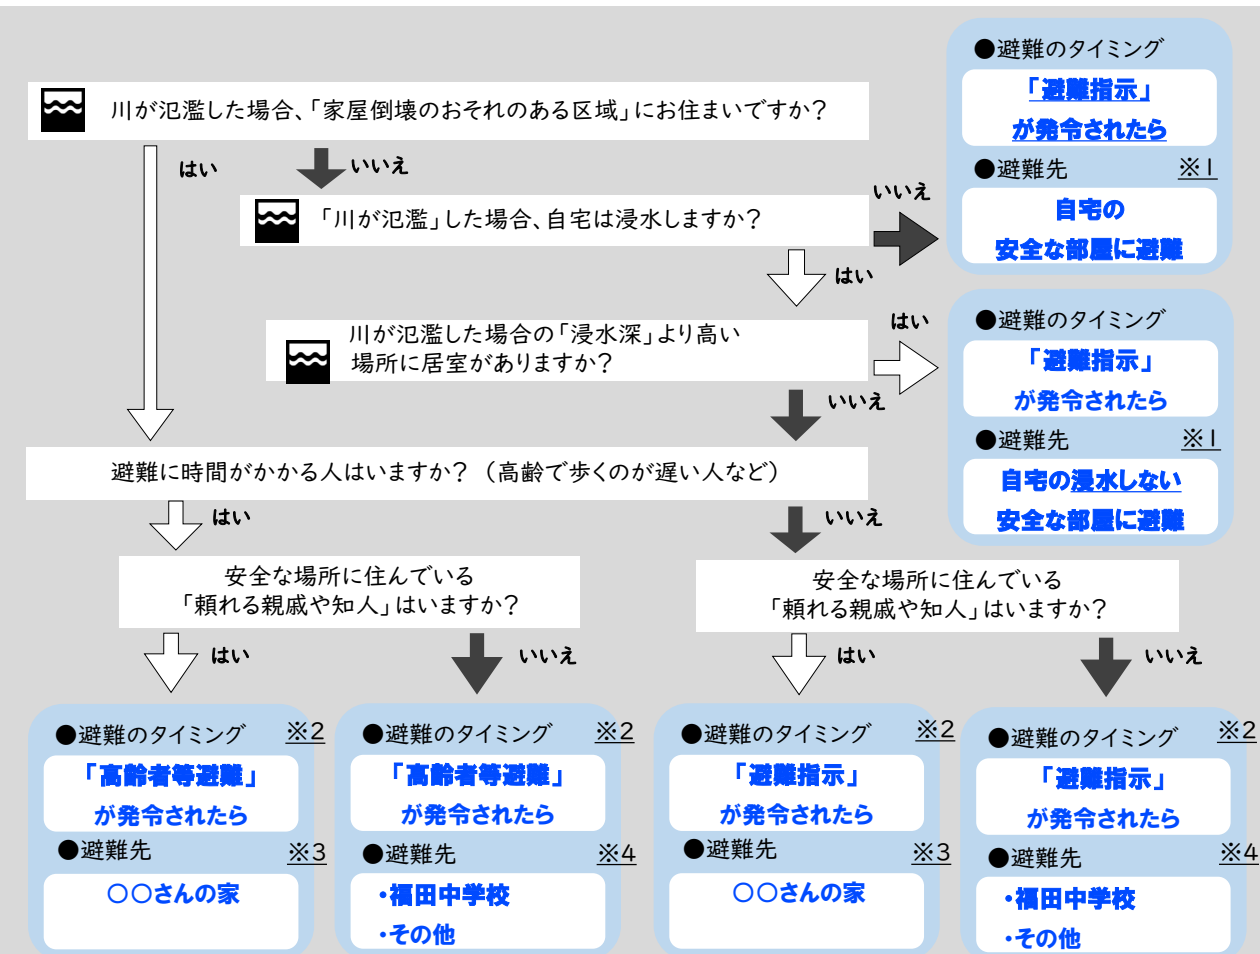 ●避難のタイミング
「避難指示」
が発令されたら
●避難先 ※1
自宅の
安全な部屋に避難
川が氾濫した場合、「家屋倒壊のおそれのある区域」にお住まいですか？
はい
いいえ
「川が氾濫」した場合、自宅は浸水しますか？
いいえ
はい
川が氾濫した場合の「浸水深」より高い
場所に居室がありますか？
はい
いいえ
●避難のタイミング
「避難指示」
が発令されたら
●避難先 ※1
自宅の浸水しない
安全な部屋に避難
避難に時間がかかる人はいますか？（高齢で歩くのが遅い人など）
はい
いいえ
安全な場所に住んでいる
「頼れる親戚や知人」はいますか？
はい
いいえ
安全な場所に住んでいる
「頼れる親戚や知人」はいますか？
はい
いいえ
●避難のタイミング ※2
「高齢者等避難」
が発令されたら
●避難先 ※3
○○さんの家
●避難のタイミング ※2
「高齢者等避難」
が発令されたら
●避難先 ※4
・福田中学校
・その他
●避難のタイミング ※2
「避難指示」
が発令されたら
●避難先 ※3
○○さんの家
●避難のタイミング ※2
「避難指示」
が発令されたら
●避難先 ※4
・福田中学校
・その他